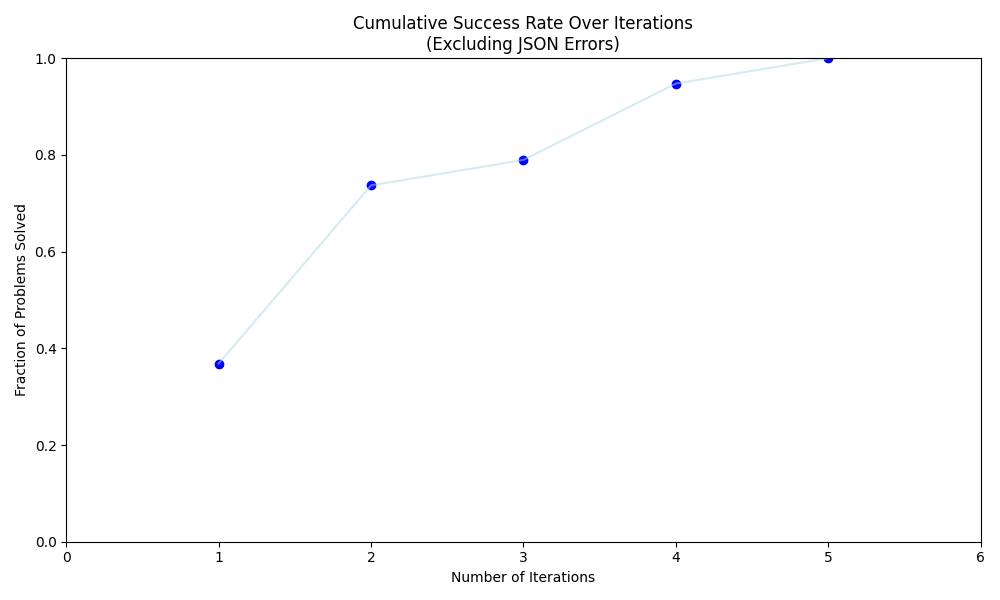 Cumulative Success Rate Over Iterations
(Excluding JSON Errors)
Fraction of Problems Solved
1.0
0.8
0.6
0.4
0.2
0.0
0 1 2 3 4 5 6
Number of Iterations